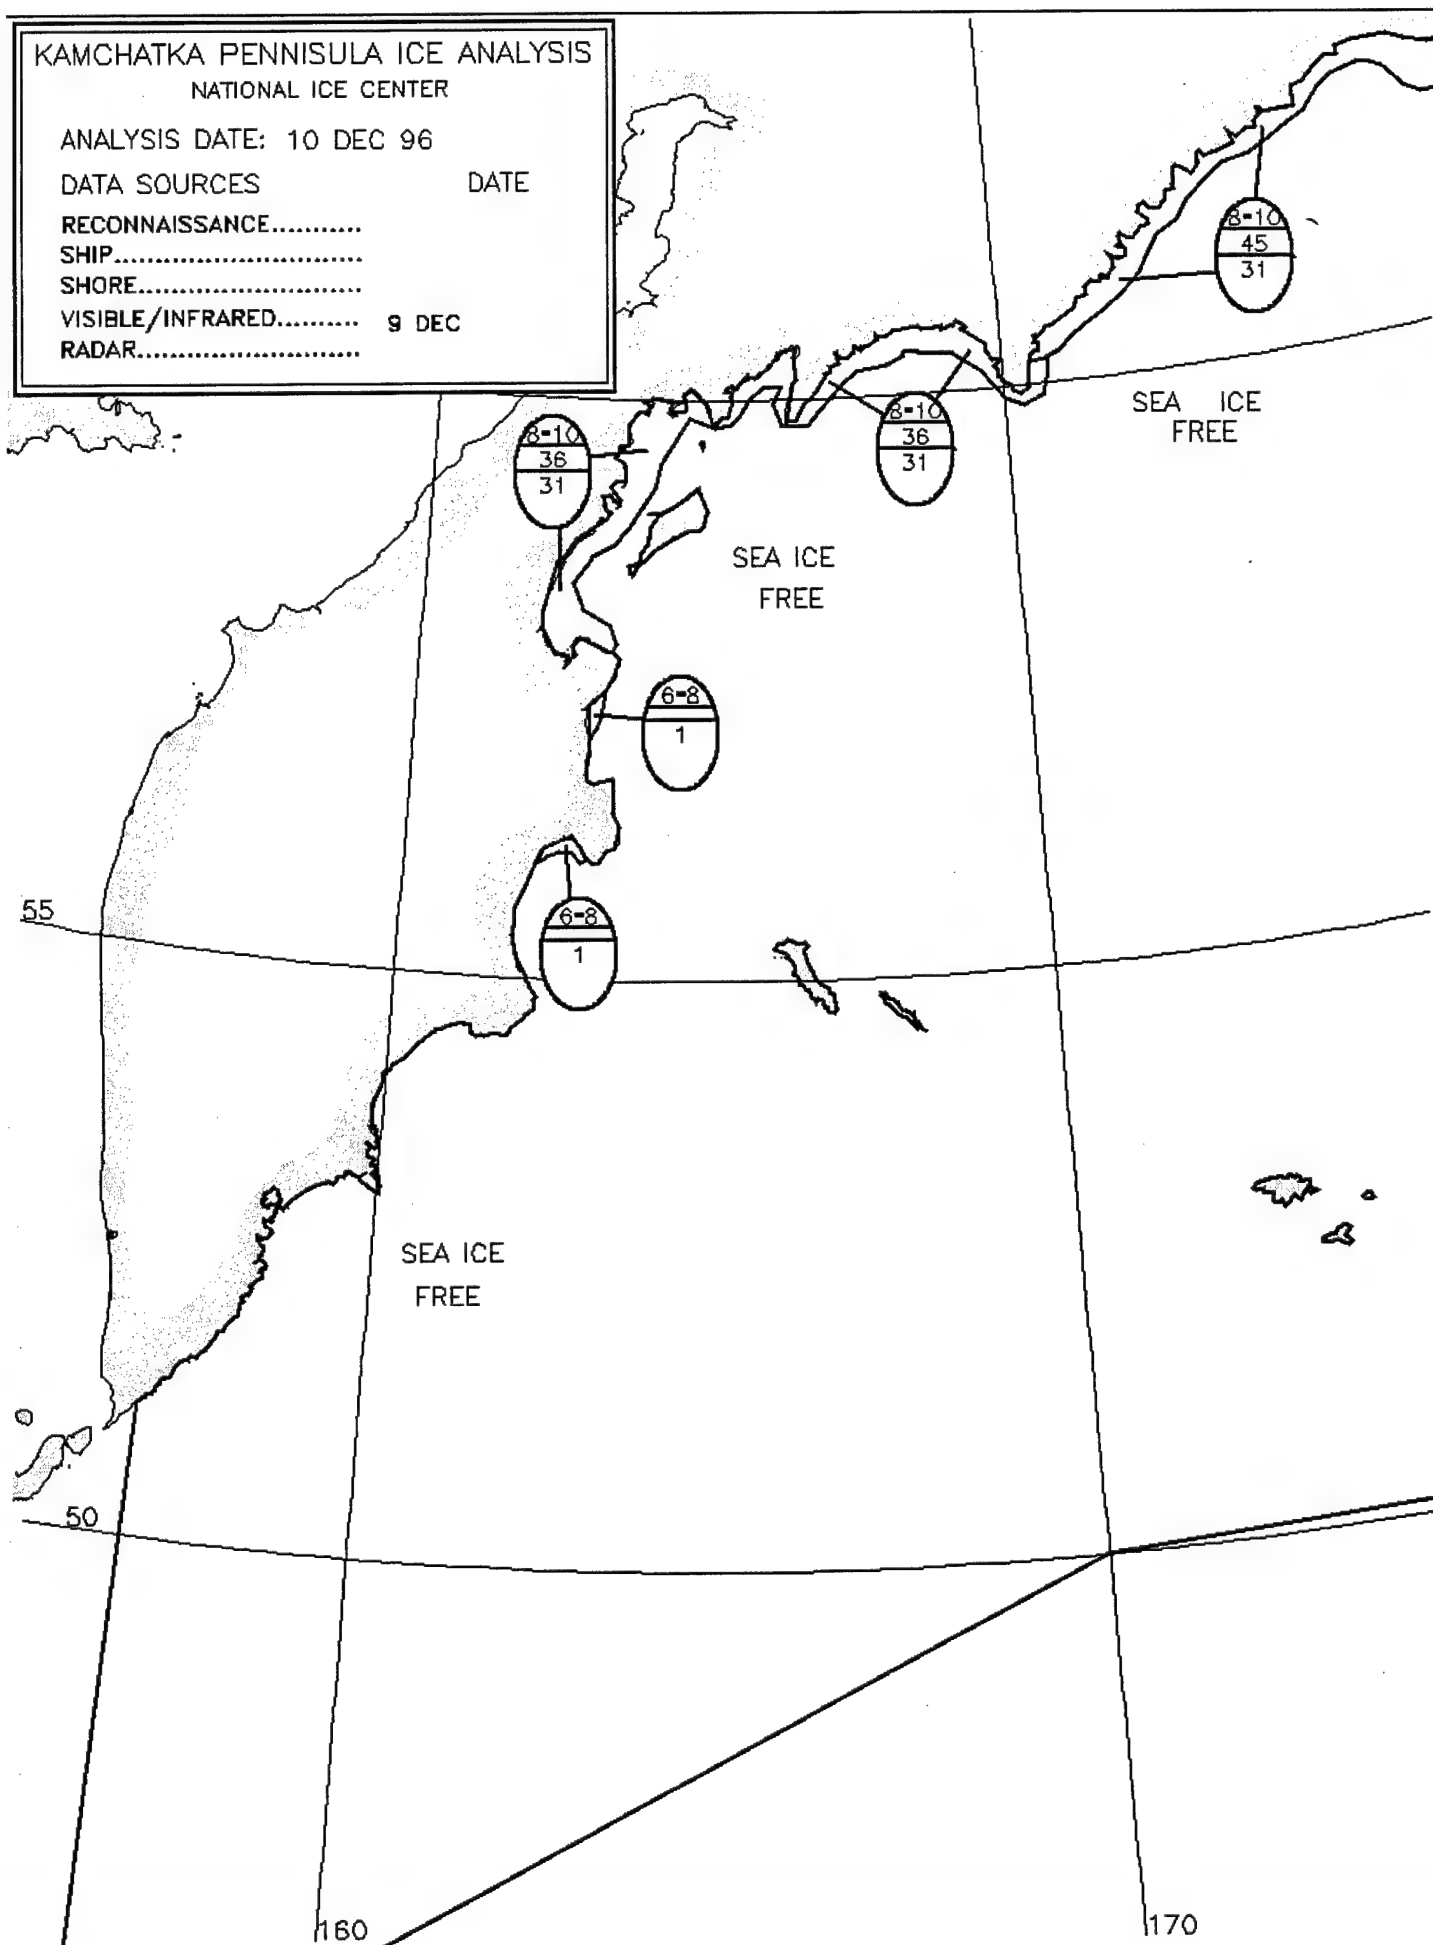 KAMCHATKA PENNISULA ICE ANALYSIS
NATIONAL ICE CENTER
ANALYSIS DATE: 10 DEC 96
DATA SOURCES DATE
RECONNAISSANCE...........
SHIP..............................
SHORE...........................
VISIBLE/INFRARED.......... 9 DEC
RADAR...........................
8-10
45
31
SEA ICE
FREE
8-10
36
31
8-10
36
31
SEA ICE
FREE
6-8
1
55
6-8
1
SEA ICE
FREE
50
160
170